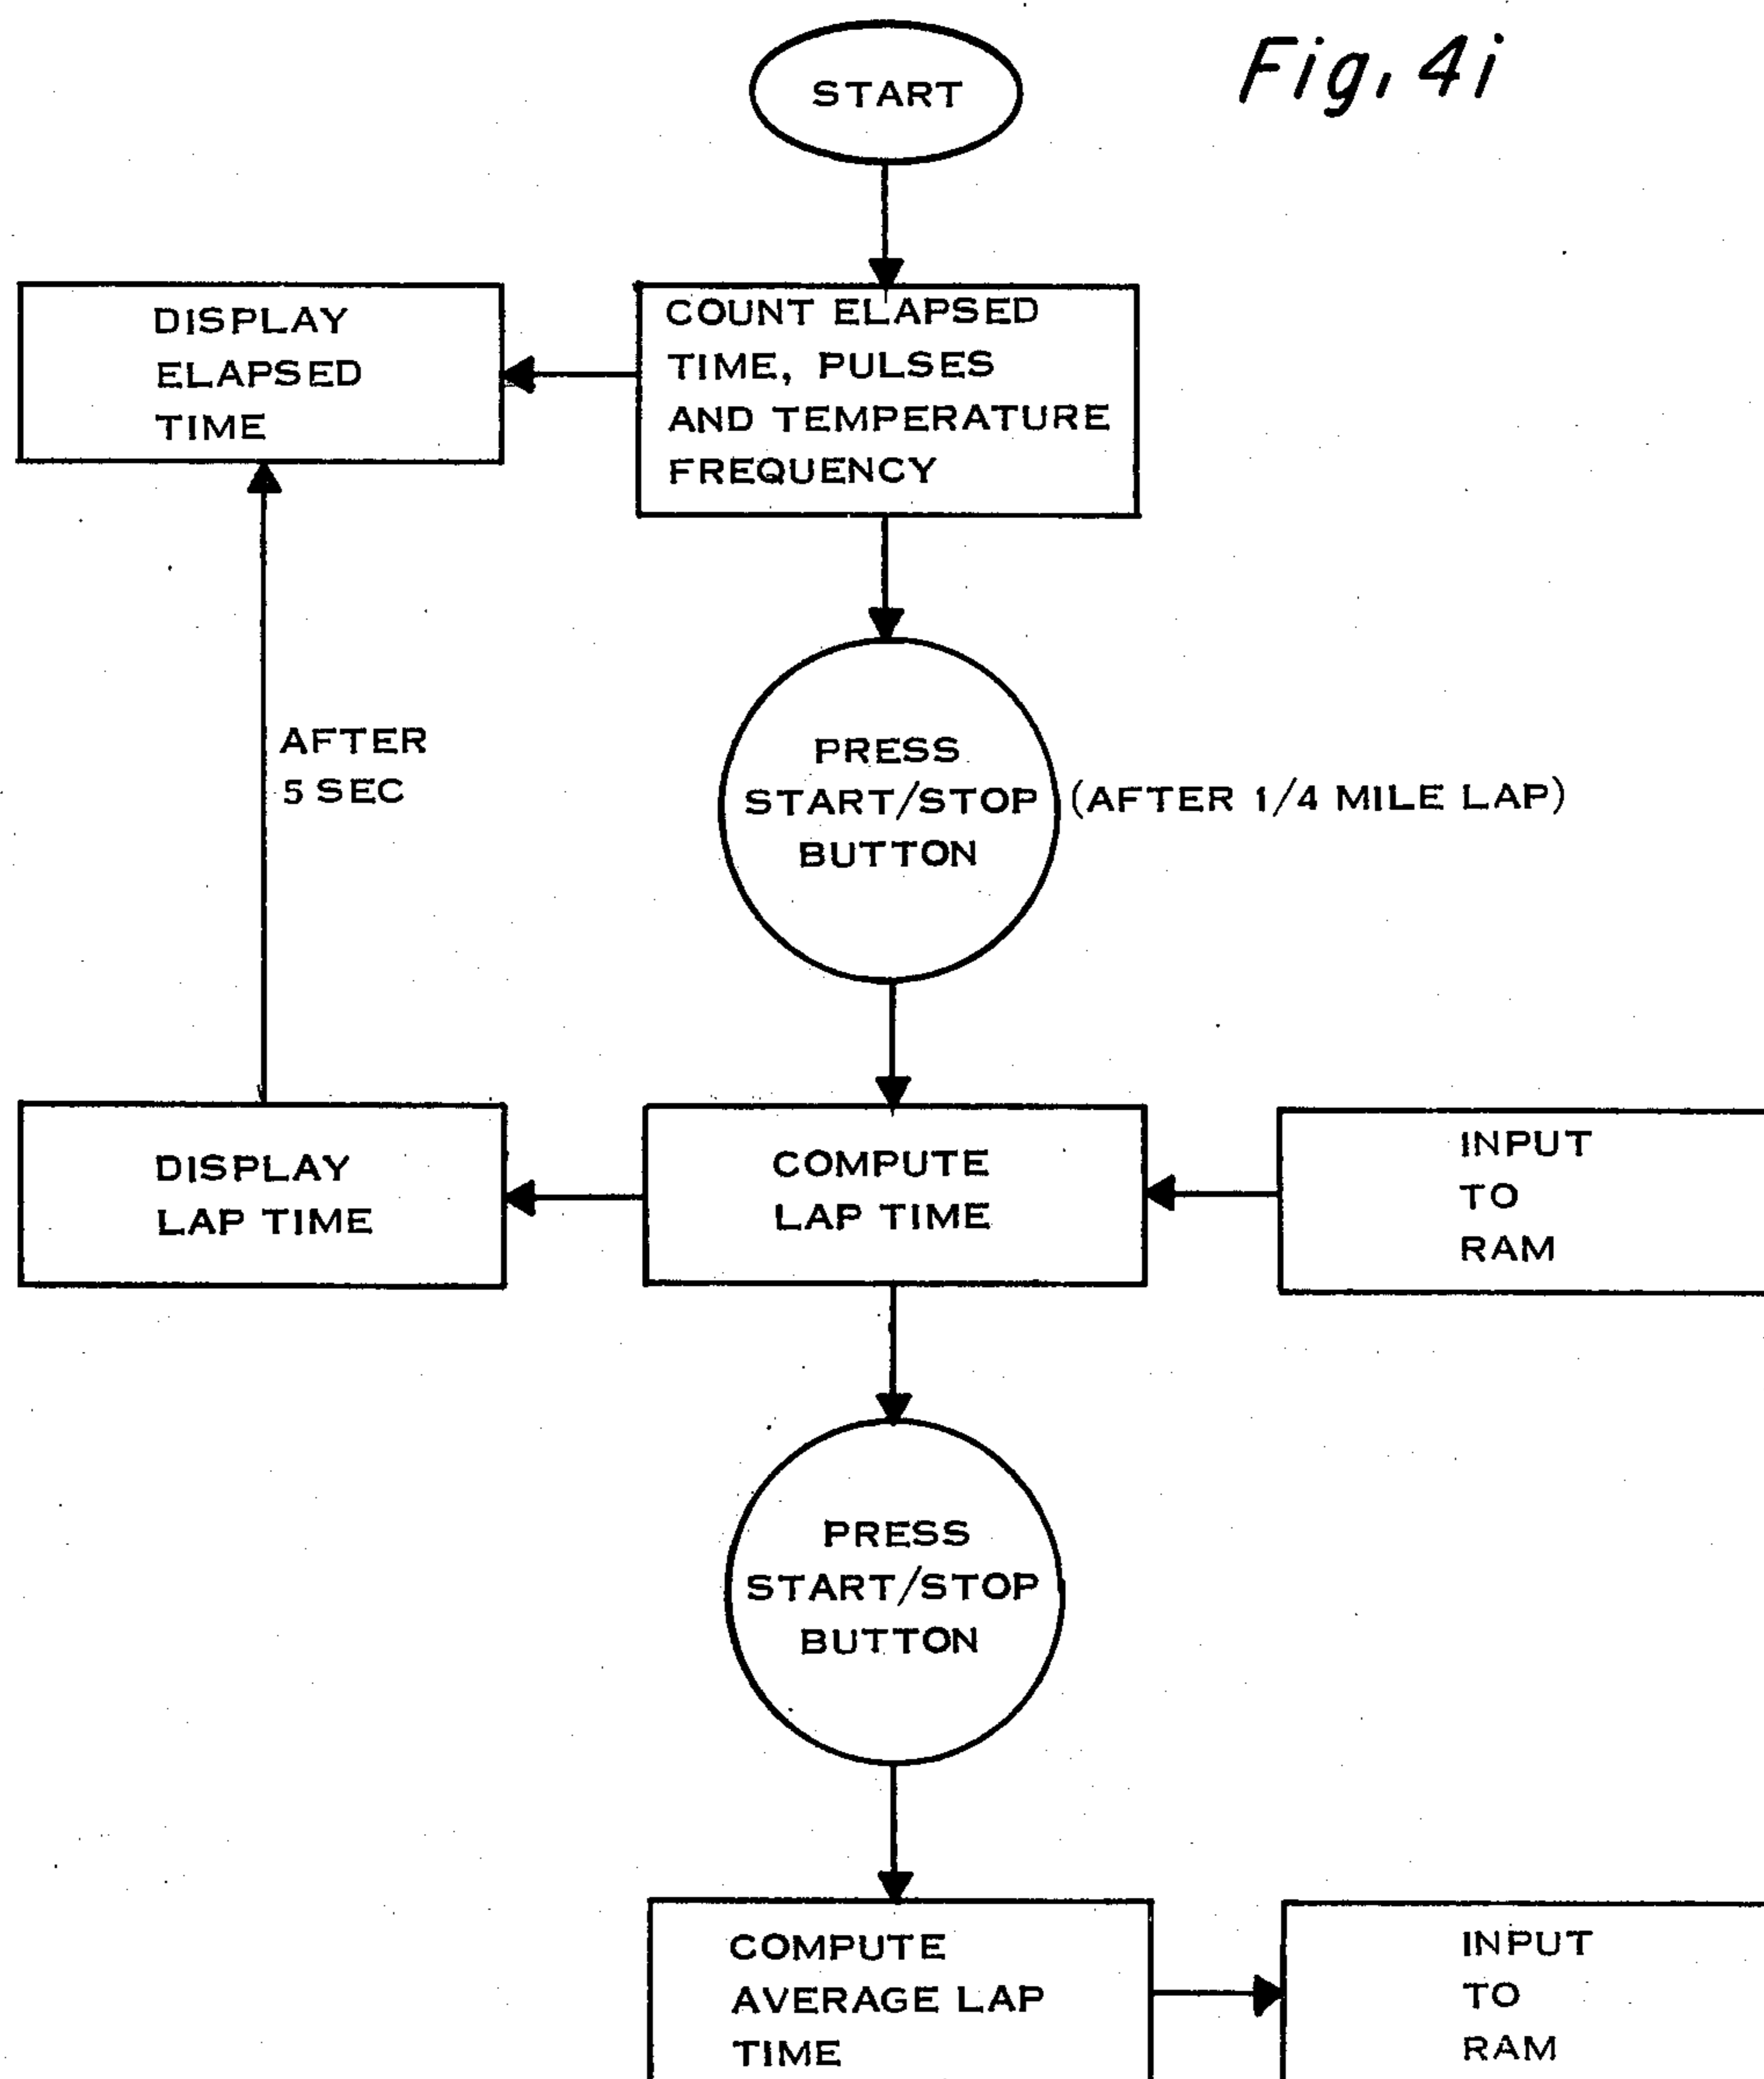 Fig. 4i
START
DISPLAY
ELAPSED
TIME
COUNT ELAPSED
TIME, PULSES
AND TEMPERATURE
FREQUENCY
AFTER
5 SEC
PRESS
START/STOP
BUTTON
(AFTER 1/4 MILE LAP)
DISPLAY
LAP TIME
COMPUTE
LAP TIME
INPUT
TO
RAM
PRESS
START/STOP
BUTTON
COMPUTE
AVERAGE LAP
TIME
INPUT
TO
RAM